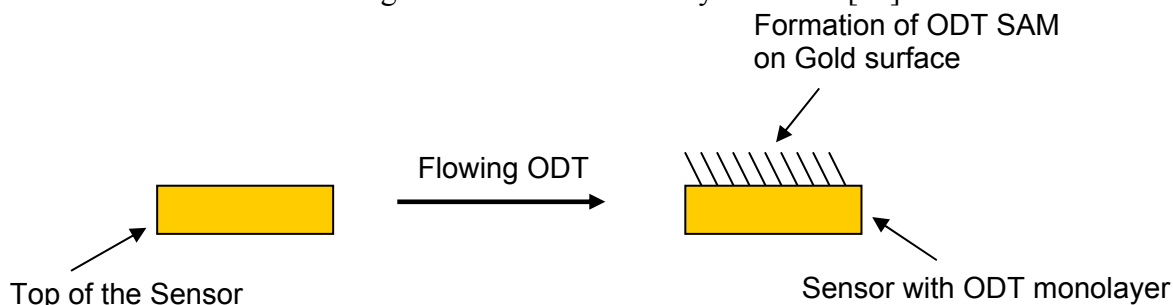 Formation of ODT SAM
on Gold surface
Flowing ODT
Top of the Sensor
Sensor with ODT monolayer